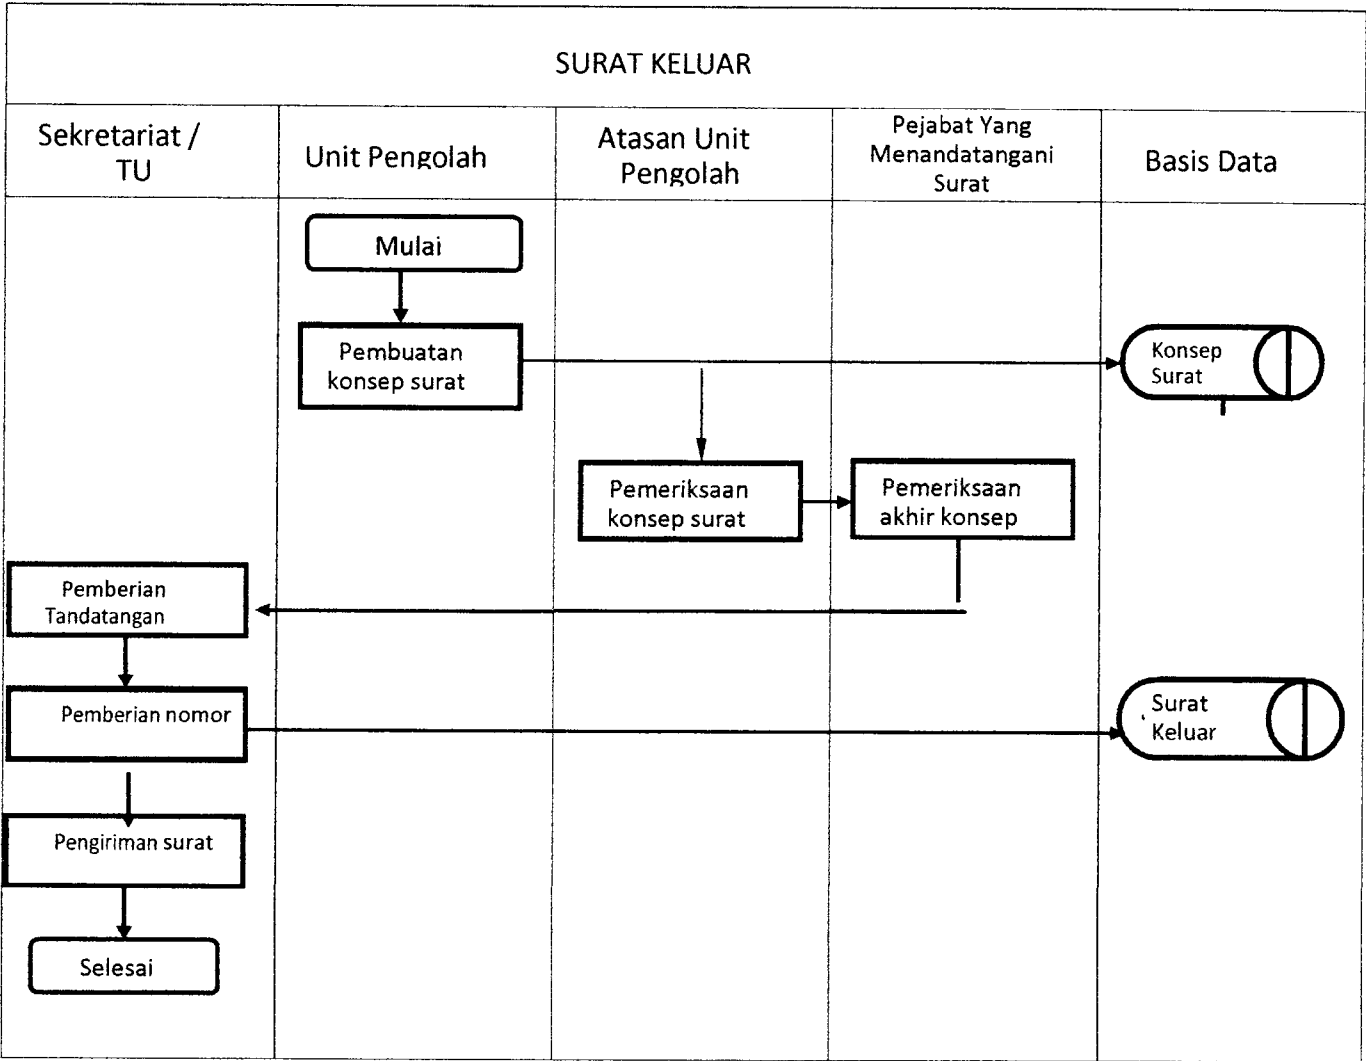 SURAT KELUAR
Sekretariat /
TU
Unit Pengolah
Atasan Unit
Pengolah
Pejabat Yang
Menandatangani
Surat
Basis Data
Mulai
Pembuatan
konsep surat
Konsep
Surat
Pemeriksaan
konsep surat
Pemeriksaan
akhir konsep
Pemberian
Tandatangan
Pemberian nomor
Surat
Keluar
Pengiriman surat
Selesai